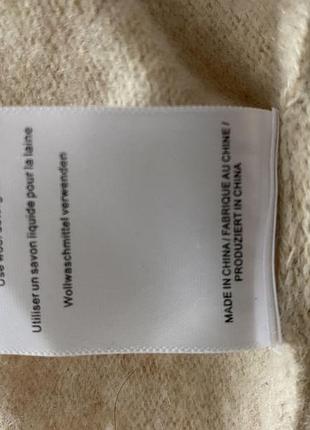 Utiliser un savon liquide pour la laine
Wollwaschmittel verwenden
MADE IN CHINA / FABRIQUE AU CHINE /
PRODUZIERT IN CHINA